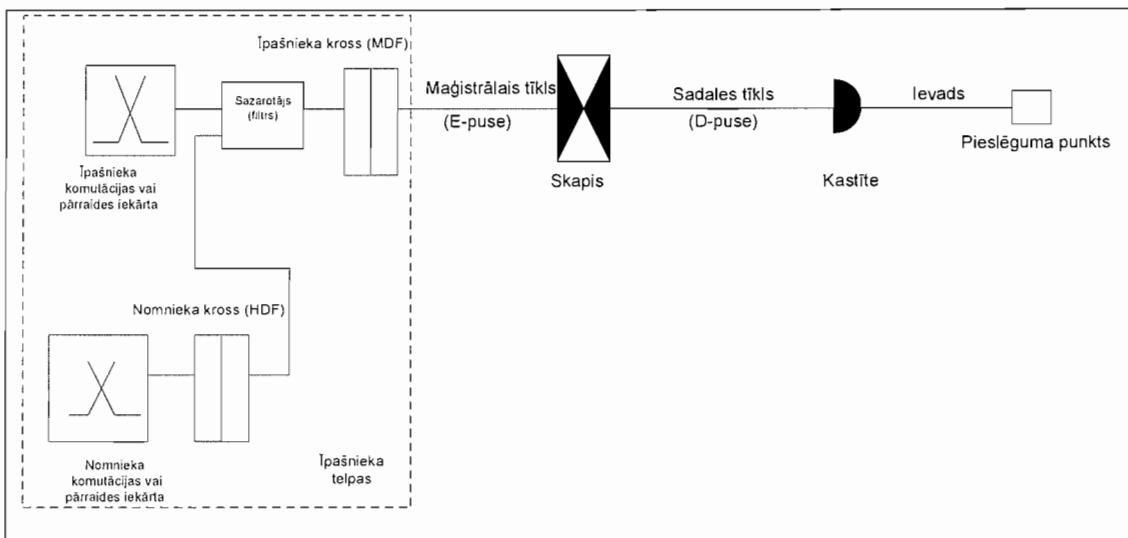 Īpašnieka kross (MDF)
Sazarotājs
(filtrs)
Īpašnieka
komutācijas vai
pārraides iekārta
Maģistrālais tīkls
(E-puse)
Skapis
Sadales tīkls
(D-puse)
Kastīte
Ievads
Pieslēguma punkts
Nomnieka kross (HDF)
Nomnieka
komutācijas vai
pārraides iekārta
Īpašnieka
telpas